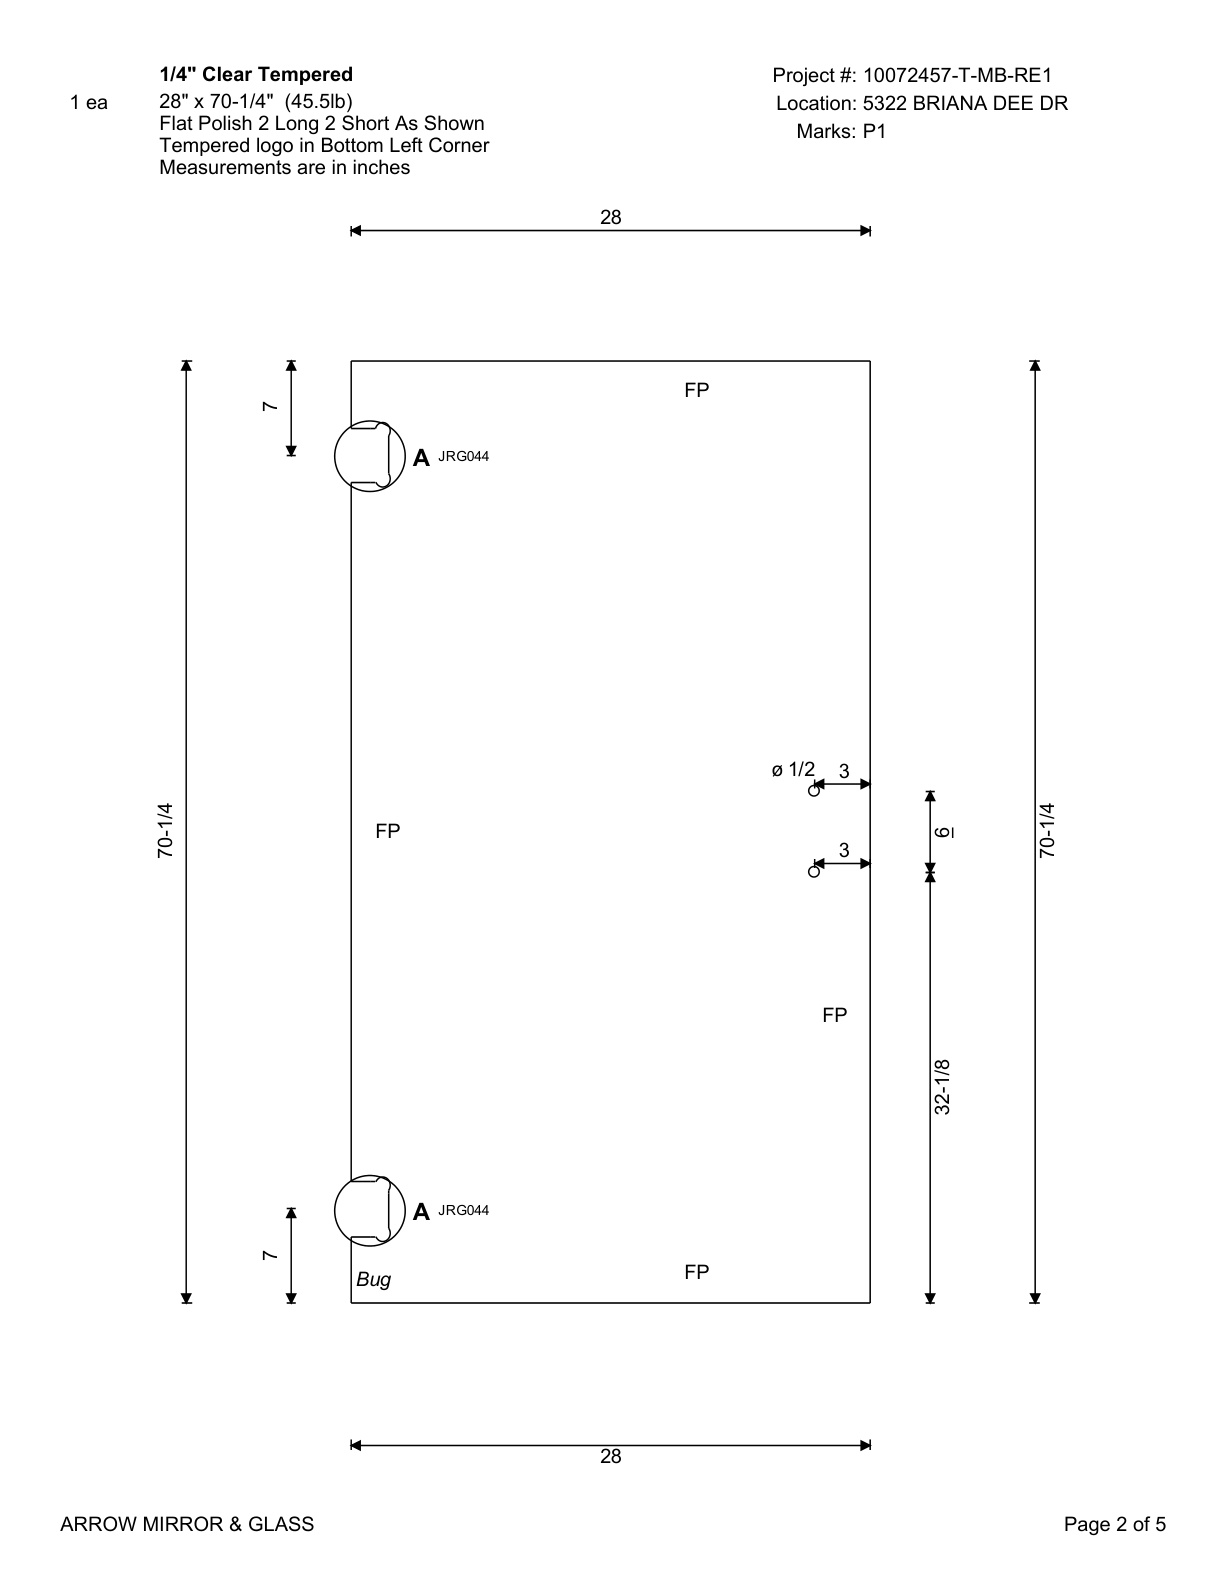 1/4" Clear Tempered
1 ea
28" x 70-1/4" (45.5lb)
Flat Polish 2 Long 2 Short As Shown
Tempered logo in Bottom Left Corner
Measurements are in inches
Project #: 10072457-T-MB-RE1
Location: 5322 BRIANA DEE DR
Marks: P1
28
FP
7
A JRG044
ø 1/2
3
70-1/4
FP
6
70-1/4
3
FP
32-1/8
A JRG044
7
Bug
FP
28
ARROW MIRROR & GLASS
Page 2 of 5